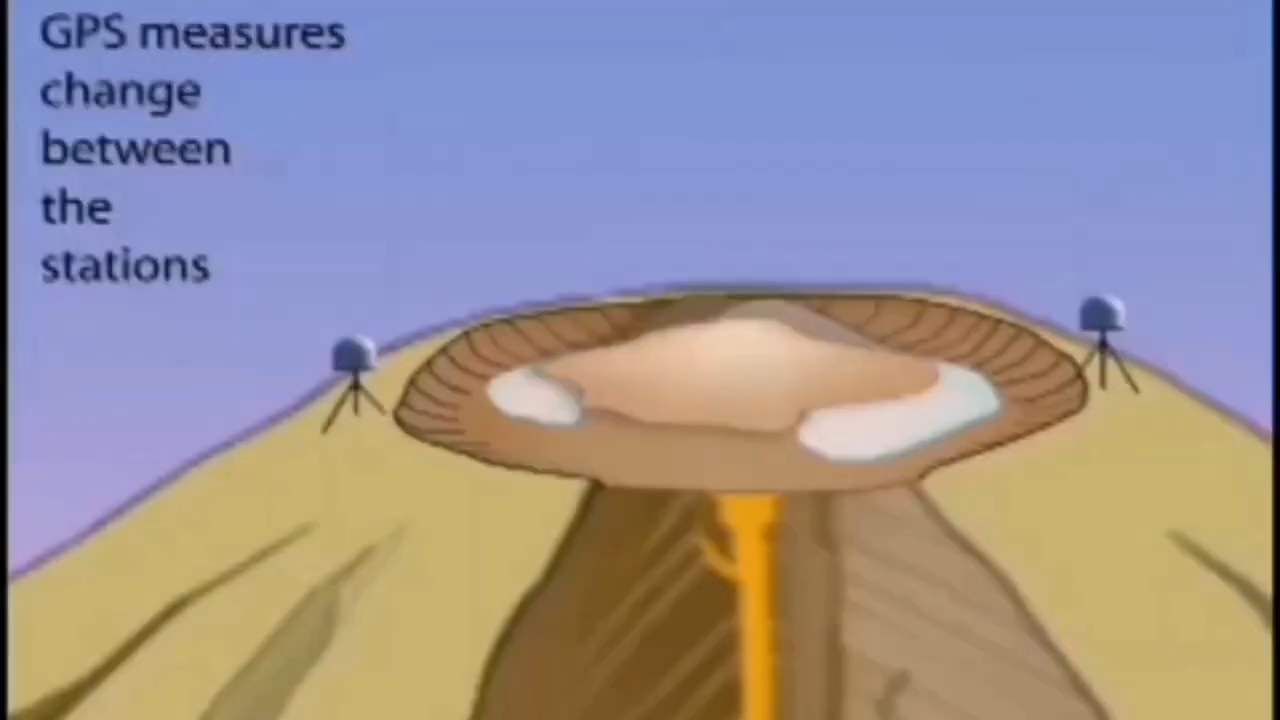 GPS measures
change
between
the
stations